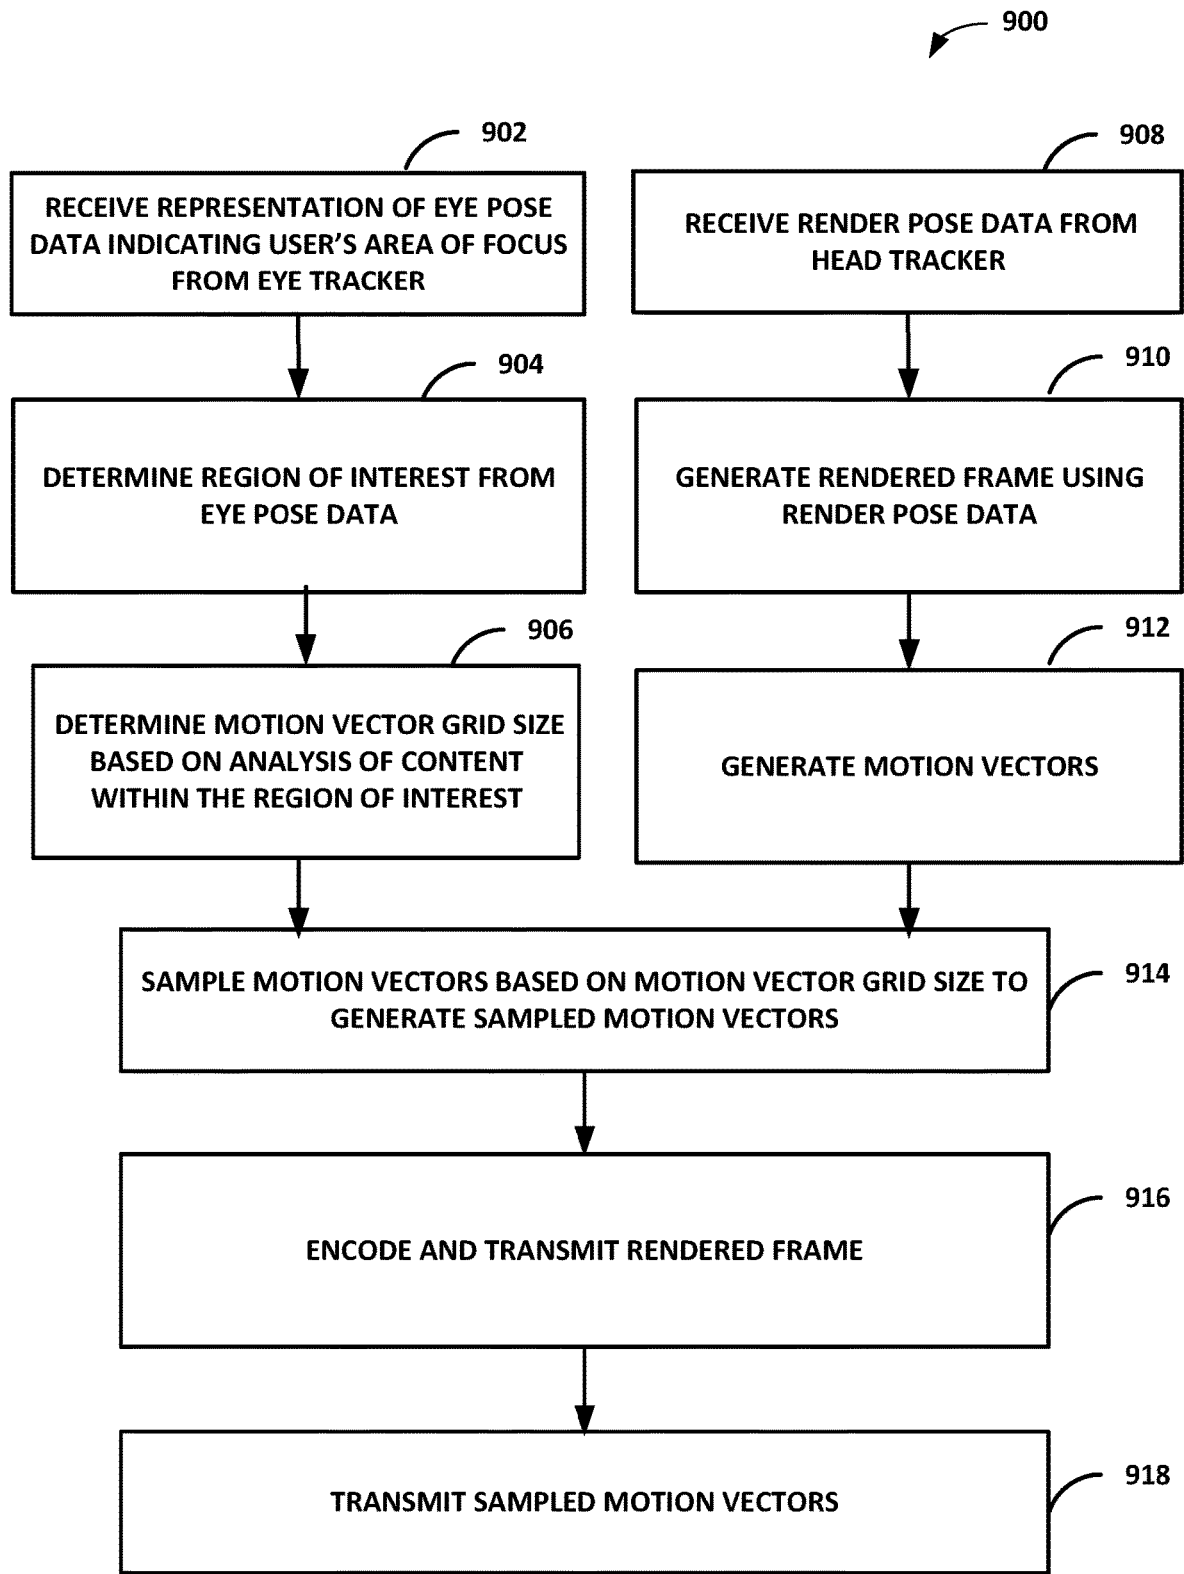 900
902
RECEIVE REPRESENTATION OF EYE POSE
DATA INDICATING USER'S AREA OF FOCUS
FROM EYE TRACKER
904
DETERMINE REGION OF INTEREST FROM
EYE POSE DATA
906
DETERMINE MOTION VECTOR GRID SIZE
BASED ON ANALYSIS OF CONTENT
WITHIN THE REGION OF INTEREST
908
RECEIVE RENDER POSE DATA FROM
HEAD TRACKER
910
GENERATE RENDERED FRAME USING
RENDER POSE DATA
912
GENERATE MOTION VECTORS
SAMPLE MOTION VECTORS BASED ON MOTION VECTOR GRID SIZE TO
GENERATE SAMPLED MOTION VECTORS
914
ENCODE AND TRANSMIT RENDERED FRAME
916
TRANSMIT SAMPLED MOTION VECTORS
918